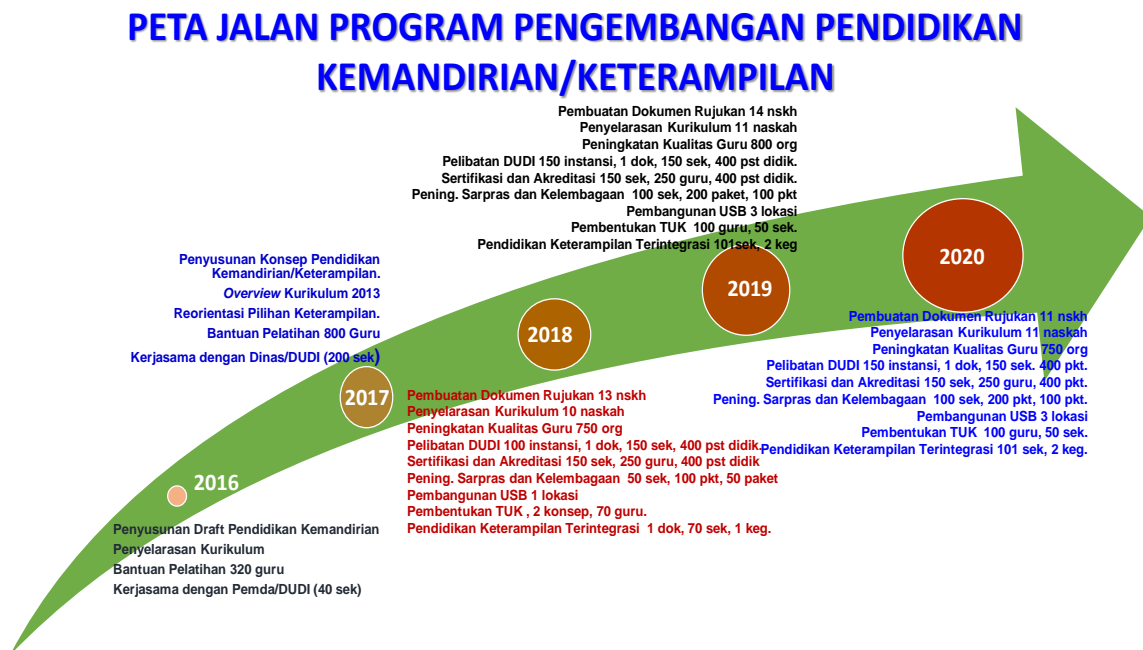 PETA JALAN PROGRAM PENGEMBANGAN PENDIDIKAN
KEMANDIRIAN/KETERAMPILAN
2016
Penyusunan Draft Pendidikan Kemandirian
Penyelarasan Kurikulum
Bantuan Pelatihan 320 guru
Kerjasama dengan Pemda/DUDI (40 sek)
Penyusunan Konsep Pendidikan
Kemandirian/Keterampilan.
Overview Kurikulum 2013
Reorientasi Pilihan Keterampilan.
Bantuan Pelatihan 800 Guru
Kerjasama dengan Dinas/DUDI (200 sek)
2017
2018
Pembuatan Dokumen Rujukan 13 nskh
Penyelarasan Kurikulum 10 naskah
Peningkatan Kualitas Guru 750 org
Pelibatan DUDI 100 instansi, 1 dok, 150 sek, 400 pst didik.
Sertifikasi dan Akreditasi 150 sek, 250 guru, 400 pst didik
Pening. Sarpras dan Kelembagaan 50 sek, 100 pkt, 50 paket
Pembangunan USB 1 lokasi
Pembentukan TUK , 2 konsep, 70 guru.
Pendidikan Keterampilan Terintegrasi 1 dok, 70 sek, 1 keg.
Pembuatan Dokumen Rujukan 14 nskh
Penyelarasan Kurikulum 11 naskah
Peningkatan Kualitas Guru 800 org
Pelibatan DUDI 150 instansi, 1 dok, 150 sek, 400 pst didik.
Sertifikasi dan Akreditasi 150 sek, 250 guru, 400 pst didik.
Pening. Sarpras dan Kelembagaan 100 sek, 200 paket, 100 pkt
Pembangunan USB 3 lokasi
Pembentukan TUK 100 guru, 50 sek.
Pendidikan Keterampilan Terintegrasi 101sek, 2 keg
2019
2020
Pembuatan Dokumen Rujukan 11 nskh
Penyelarasan Kurikulum 11 naskah
Peningkatan Kualitas Guru 750 org
Pelibatan DUDI 150 instansi, 1 dok, 150 sek. 400 pkt.
Sertifikasi dan Akreditasi 150 sek, 250 guru, 400 pkt.
Pening. Sarpras dan Kelembagaan 100 sek, 200 pkt, 100 pkt.
Pembangunan USB 3 lokasi
Pembentukan TUK 100 guru, 50 sek.
Pendidikan Keterampilan Terintegrasi 101 sek, 2 keg.